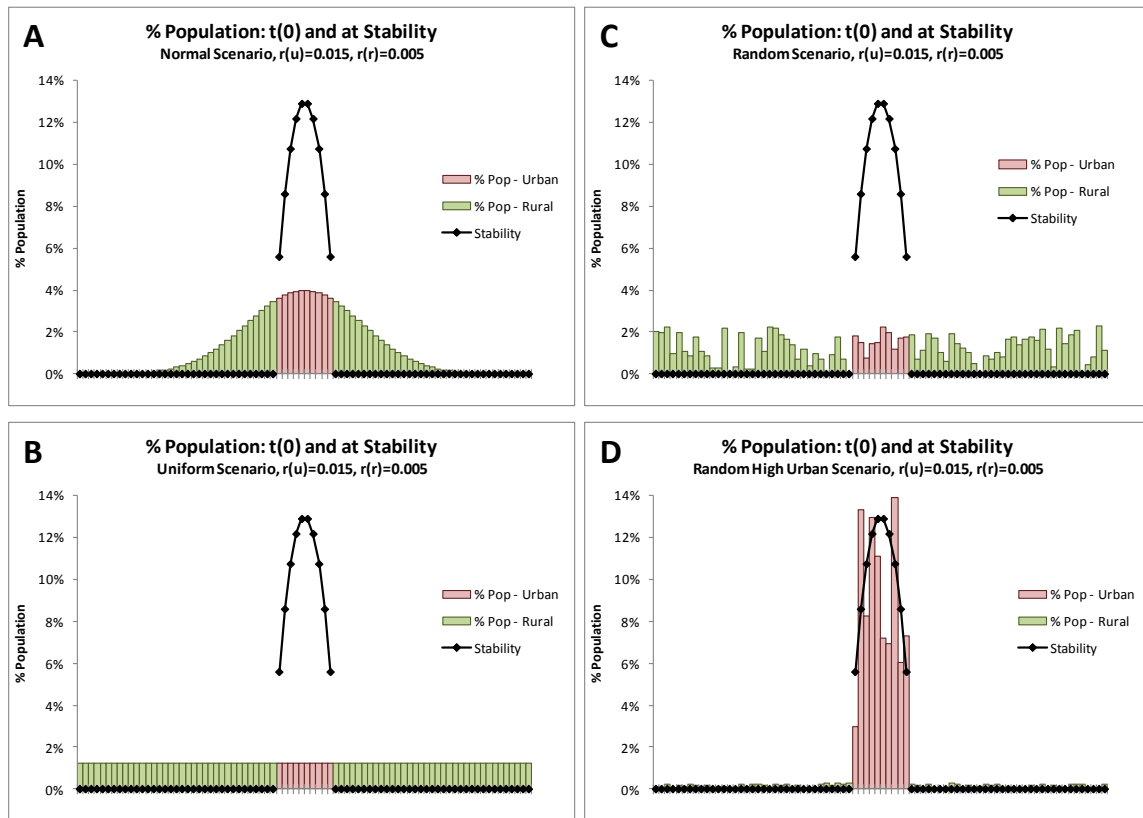 A
% Population: t(0) and at Stability
Normal Scenario, r(u)=0.015, r(r)=0.005
14%
12%
10%
8%
6%
4%
2%
0%
% Population
% Pop - Urban
% Pop - Rural
Stability
B
% Population: t(0) and at Stability
Uniform Scenario, r(u)=0.015, r(r)=0.005
14%
12%
10%
8%
6%
4%
2%
0%
% Population
% Pop - Urban
% Pop - Rural
Stability
C
% Population: t(0) and at Stability
Random Scenario, r(u)=0.015, r(r)=0.005
14%
12%
10%
8%
6%
4%
2%
0%
% Population
% Pop - Urban
% Pop - Rural
Stability
D
% Population: t(0) and at Stability
Random High Urban Scenario, r(u)=0.015, r(r)=0.005
14%
12%
10%
8%
6%
4%
2%
0%
% Population
% Pop - Urban
% Pop - Rural
Stability